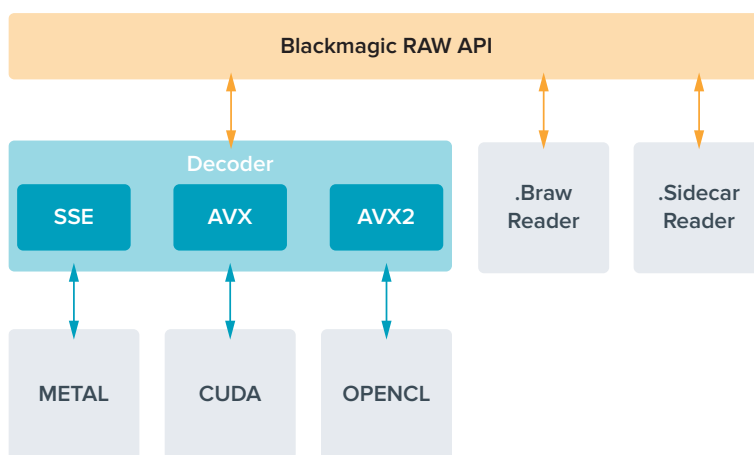 Blackmagic RAW API
Decoder
SSE
AVX
AVX2
.Braw
Reader
.Sidecar
Reader
METAL
CUDA
OPENCL